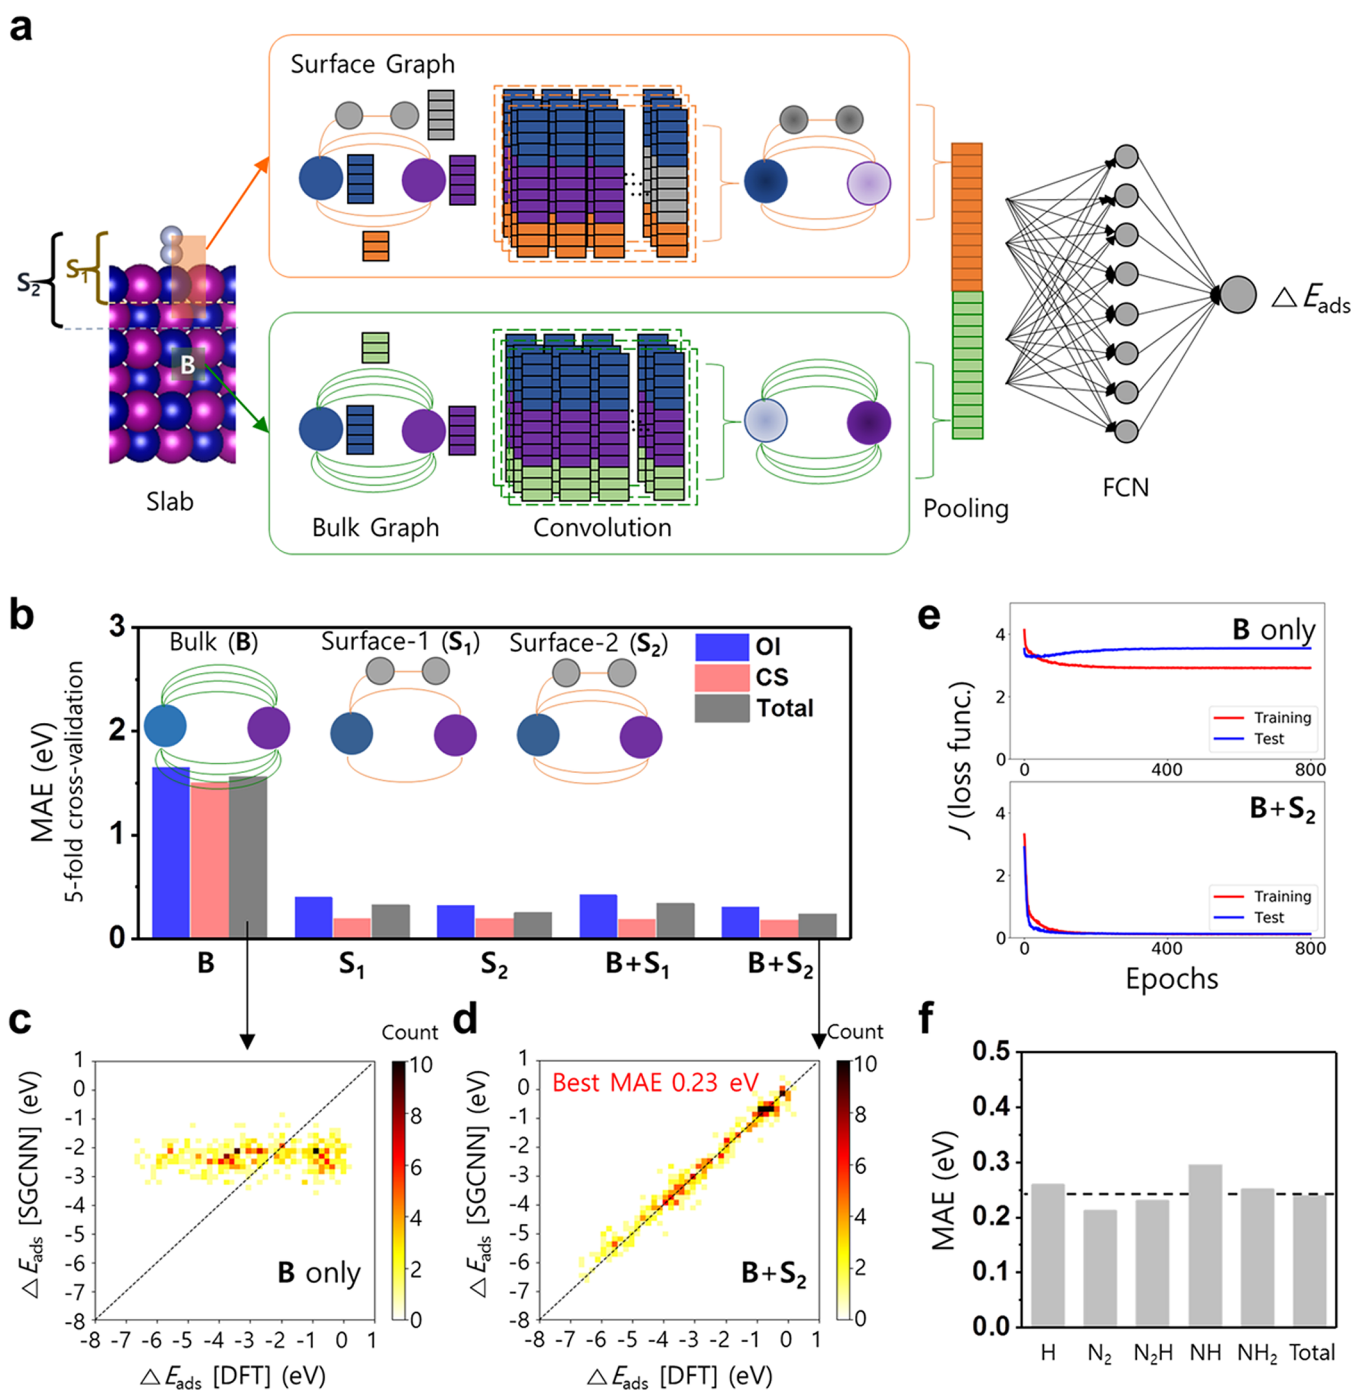 a
Surface Graph
S2
S1
B
Slab
Bulk Graph
Convolution
Pooling
FCN
△ Eads
b
MAE (eV)
5-fold cross-validation
3
2
1
0
Bulk (B)
Surface-1 (S1)
Surface-2 (S2)
OI
CS
Total
B
S1
S2
B+S1
B+S2
e
J (loss func.)
B only
4
2
0
0
400
800
Training
Test
B+S2
4
2
0
0
400
800
Training
Test
Epochs
c
△ Eads [SGCNN] (eV)
1
0
-1
-2
-3
-4
-5
-6
-7
-8
-8 -7 -6 -5 -4 -3 -2 -1 0 1
△ Eads [DFT] (eV)
B only
Count
10
8
6
4
2
0
d
△ Eads [SGCNN] (eV)
1
0
-1
-2
-3
-4
-5
-6
-7
-8
-8 -7 -6 -5 -4 -3 -2 -1 0 1
△ Eads [DFT] (eV)
Best MAE 0.23 eV
B+S2
Count
10
8
6
4
2
0
f
MAE (eV)
0.5
0.4
0.3
0.2
0.1
0.0
H N2 N2H NH NH2 Total